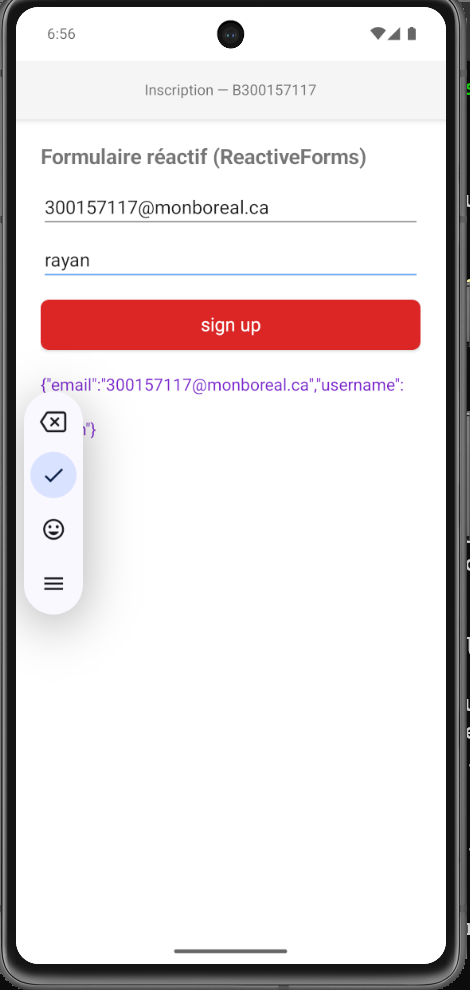 6:56
Inscription — B300157117
Formulaire réactif (ReactiveForms)
300157117@monboreal.ca
rayan
sign up
{"email":"300157117@monboreal.ca","username":
"}